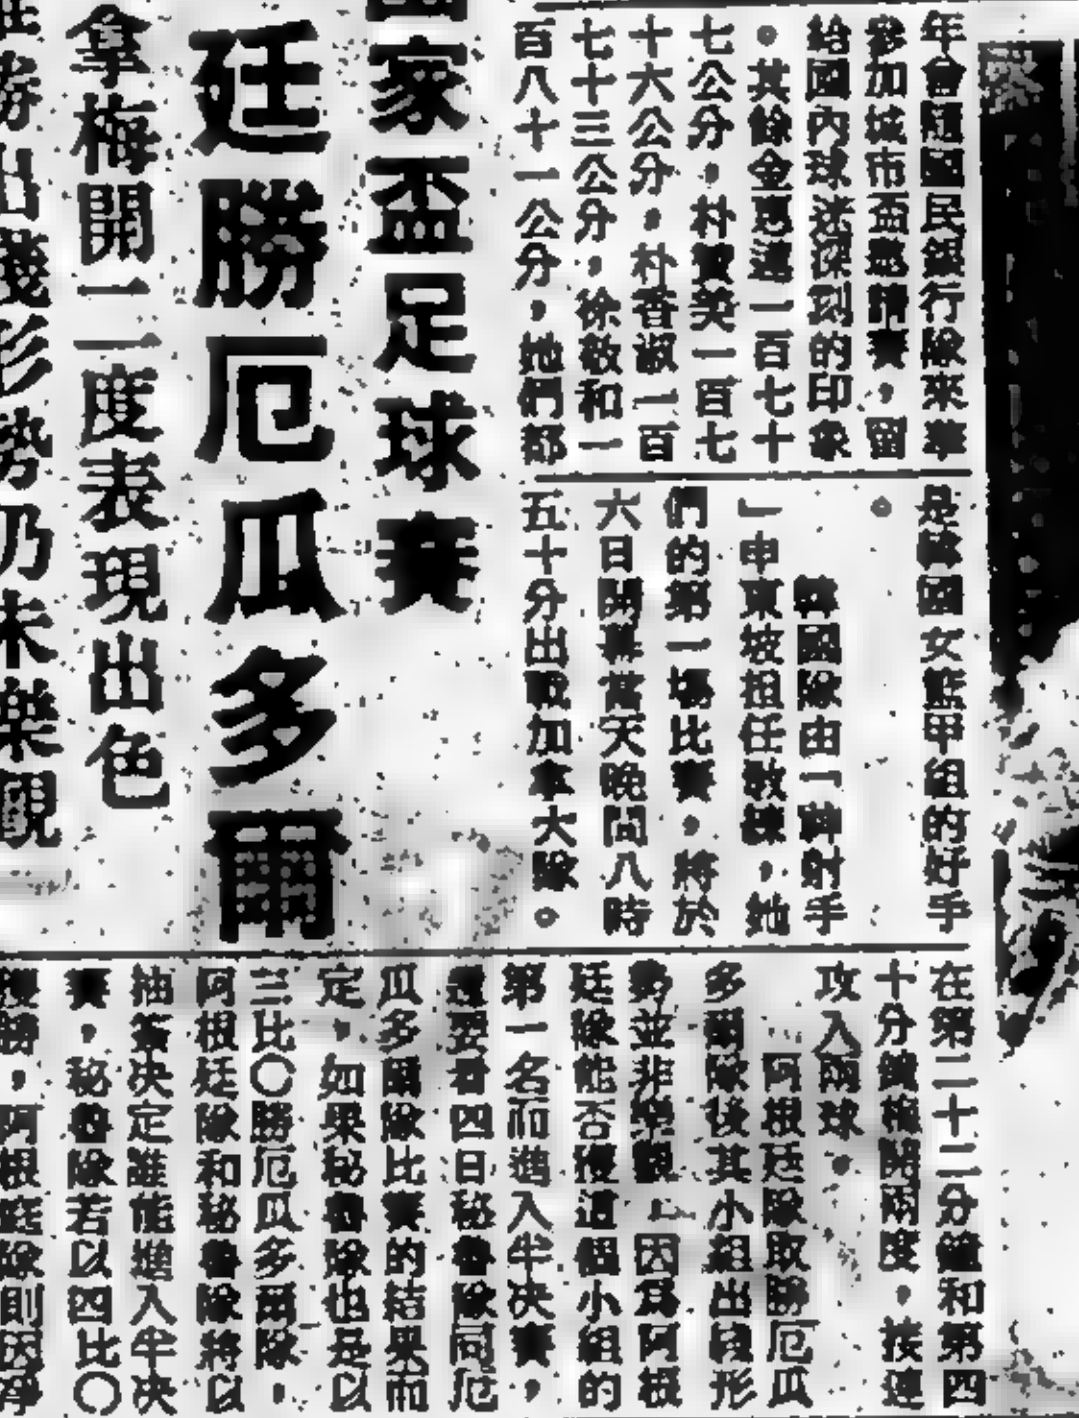 年會隨國民銀行隊來華
參加城市盃邀請賽，留
給國內球迷深刻的印象
。其餘金惠蓮一百七十
七公分，朴賢美一百七
十六公分，朴香淑一百
七十三公分，徐敬和一
百八十一公分，她們都
是韓國女籃甲組的好手
。
韓國隊由「神射手
」申東坡担任教練，她
們的第一場比賽，將於
六日開幕當天晚間八時
五十分出戰加拿大隊。
家盃足球賽
廷勝厄瓜多爾
拿梅開二度表現出色
勝出線形勢仍未樂觀
在第二十二分鐘和第四
十分鐘梅開兩度，接連
攻入兩球。
阿根廷隊取勝厄瓜
多爾隊後其小組出線形
勢並非樂觀，因爲阿根
廷隊能否獲這個小組的
第一名而進入半決賽，
還要看四日秘魯隊同厄
瓜多爾隊比賽的結果而
定，如果秘魯隊也是以
三比〇勝厄瓜多爾隊，
阿根廷隊和秘魯隊將以
抽簽決定誰能進入半決
賽，秘魯隊若以四比〇
獲勝，阿根廷隊則因淨